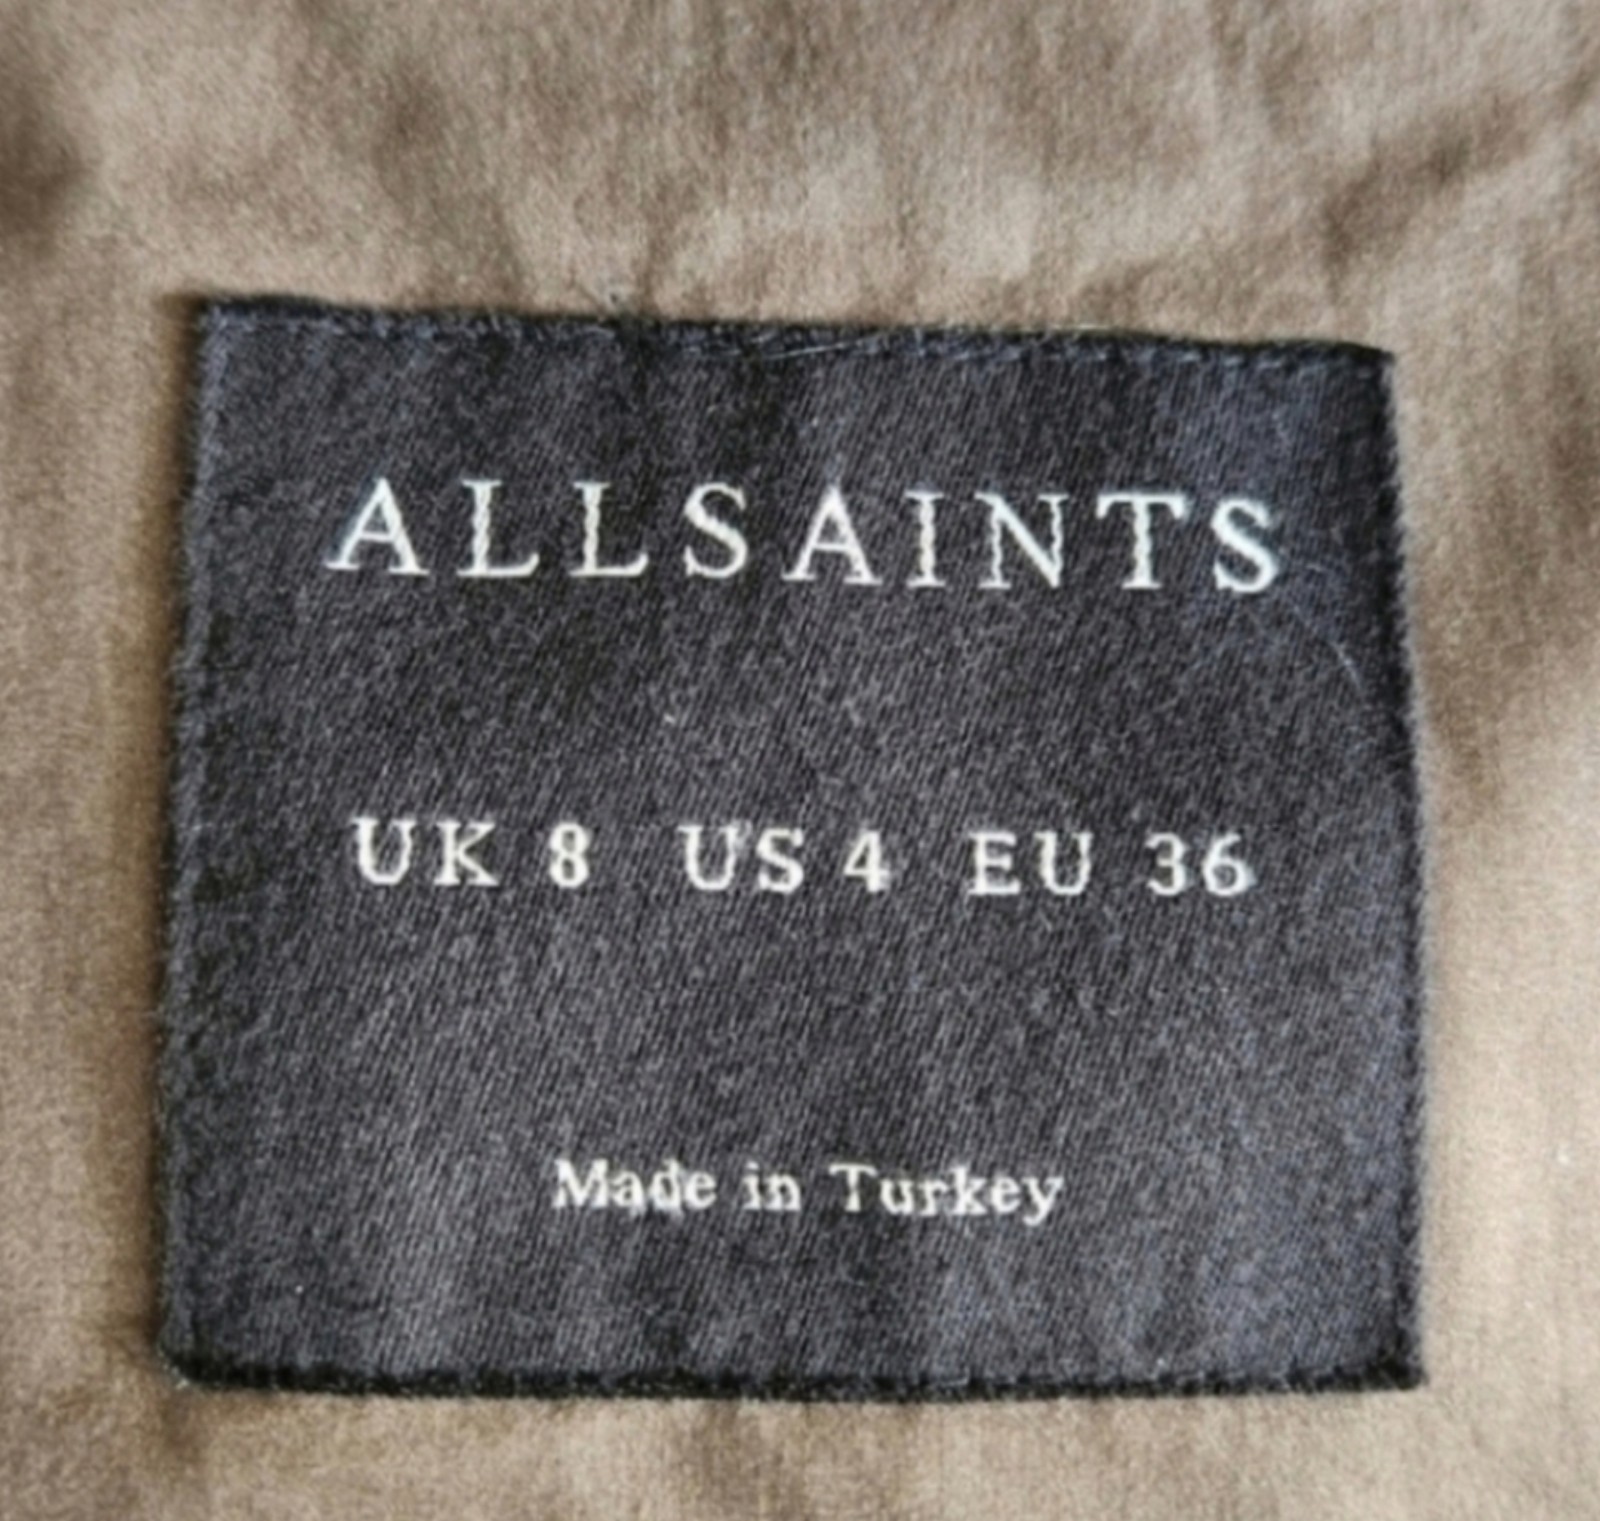 ALLSAINTS
UK 8 US 4 EU 36
Made in Turkey